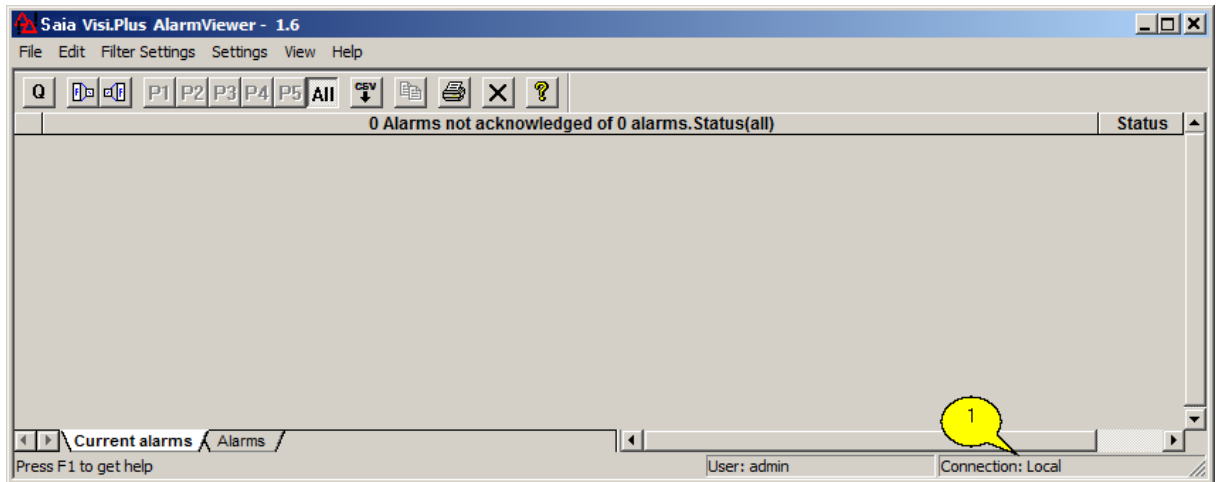 Saia Visi.Plus AlarmViewer - 1.6
File Edit Filter Settings Settings View Help
Q P1 P2 P3 P4 P5 All CSV ?
0 Alarms not acknowledged of 0 alarms.Status(all) Status
1
Current alarms Alarms
Press F1 to get help User: admin Connection: Local